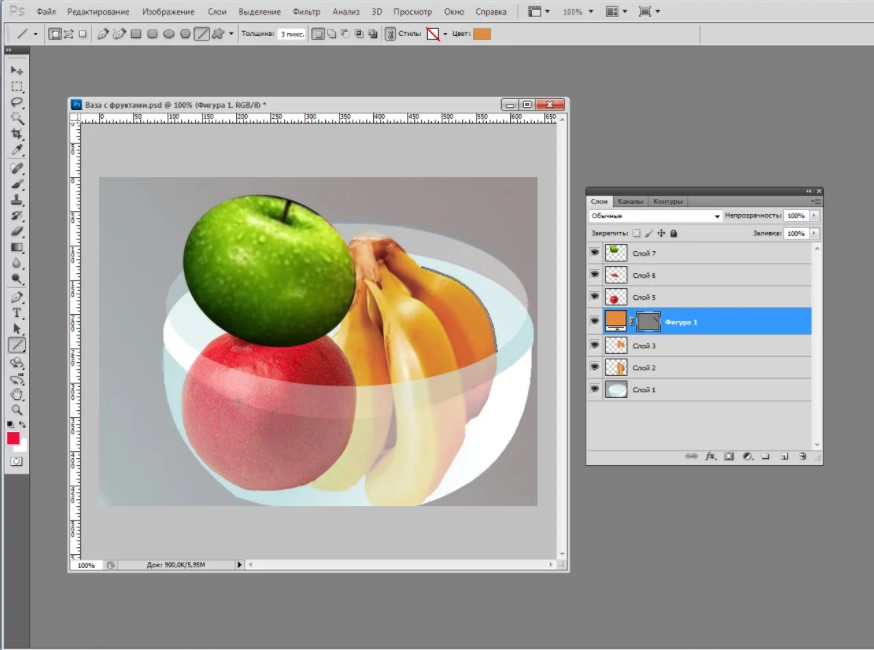 Ps Файл Редактирование Изображение Слои Выделение Фильтр Анализ 3D Просмотр Окно Справка 100%
Толщина: 3 пикс. Стиль: Цвет:
Ps Ваза с фруктами.psd @ 100% (Фигура 1, RGB/8) *
0 50 100 150 200 250 300 350 400 450 500 550 600 650
Слои Каналы Контуры
Обычные Непрозрачность: 100%
Закрепить: Заливка: 100%
Слой 7
Слой 6
Слой 5
Фигура 1
Слой 3
Слой 2
Слой 1
T
fx
100% Док: 900,0K/5,95M